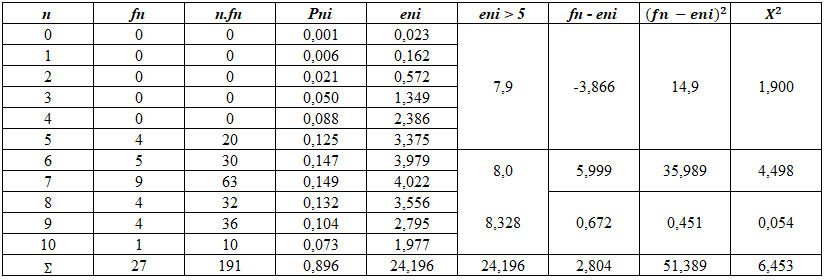 n fn n.fn Pni eni eni > 5 fn - eni (fn − eni)² X²
0 0 0 0,001 0,023
1 0 0 0,006 0,162
2 0 0 0,021 0,572
7,9 -3,866 14,9 1,900
3 0 0 0,050 1,349
4 0 0 0,088 2,386
5 4 20 0,125 3,375
6 5 30 0,147 3,979
8,0 5,999 35,989 4,498
7 9 63 0,149 4,022
8 4 32 0,132 3,556
9 4 36 0,104 2,795 8,328 0,672 0,451 0,054
10 1 10 0,073 1,977
Σ 27 191 0,896 24,196 24,196 2,804 51,389 6,453